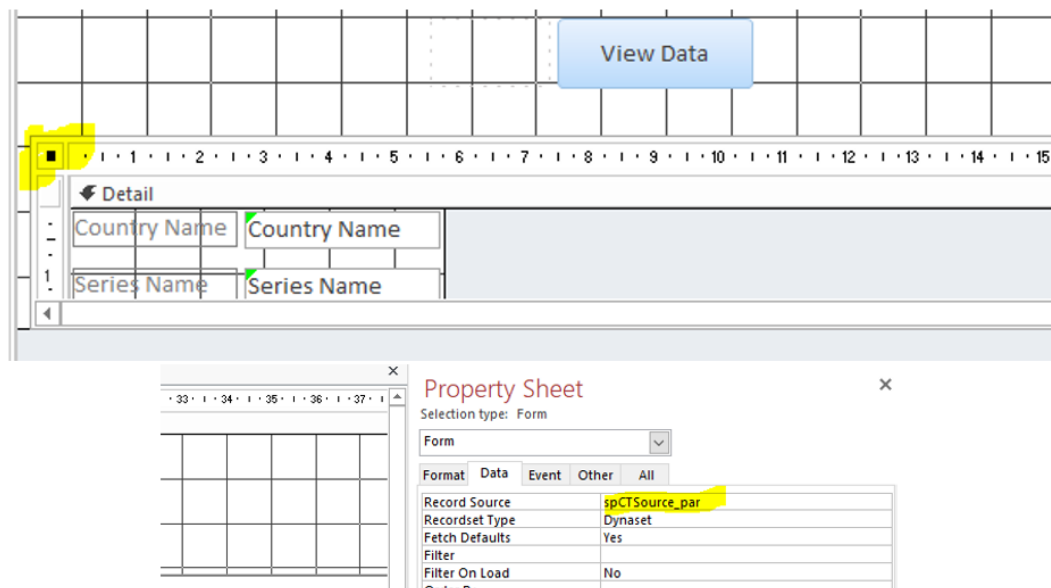 View Data
1 2 3 4 5 6 7 8 9 10 11 12 13 14 15
Detail
Country Name Country Name
Series Name Series Name
1
Property Sheet
33 34 35 36 37
Selection type: Form
Form
Format Data Event Other All
Record Source spCTSource_par
Recordset Type Dynaset
Fetch Defaults Yes
Filter
Filter On Load No